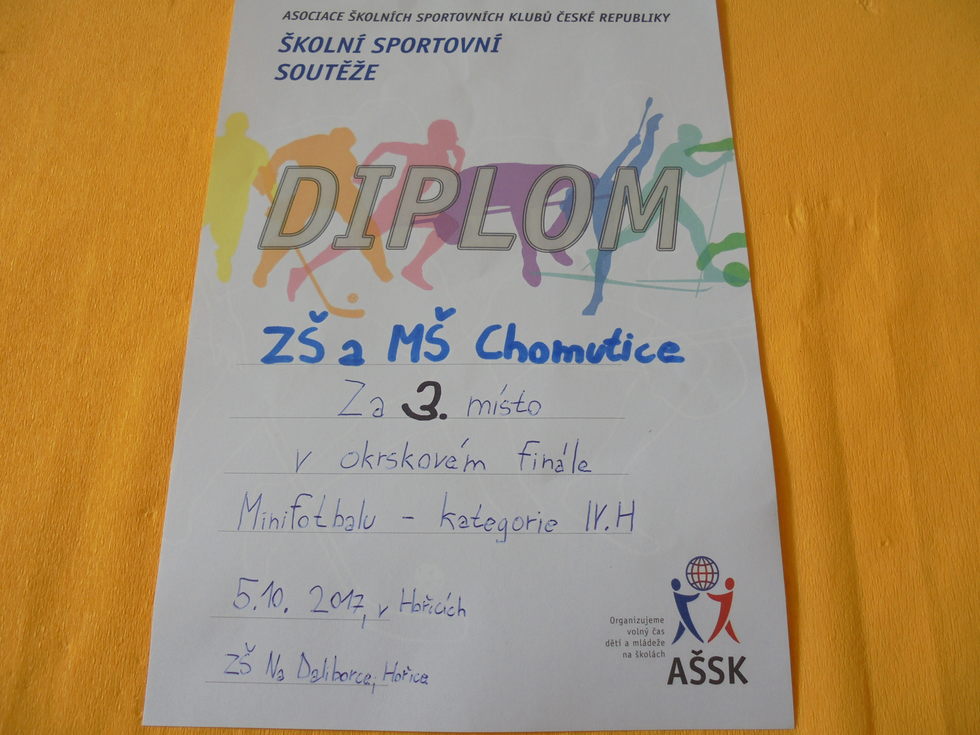 ASOCIACE ŠKOLNÍCH SPORTOVNÍCH KLUBŮ ČESKÉ REPUBLIKY
ŠKOLNÍ SPORTOVNÍ
SOUTĚŽE
DIPLOM
ZŠ a MŠ Chomutice
Za 3. místo
v okrskovém finále
Minifotbalu - kategorie IV.H
5.10. 2017, v Hořicích
ZŠ Na Daliborce, Hořice
Organizujeme
volný čas
dětí a mládeže
na školách
AŠSK